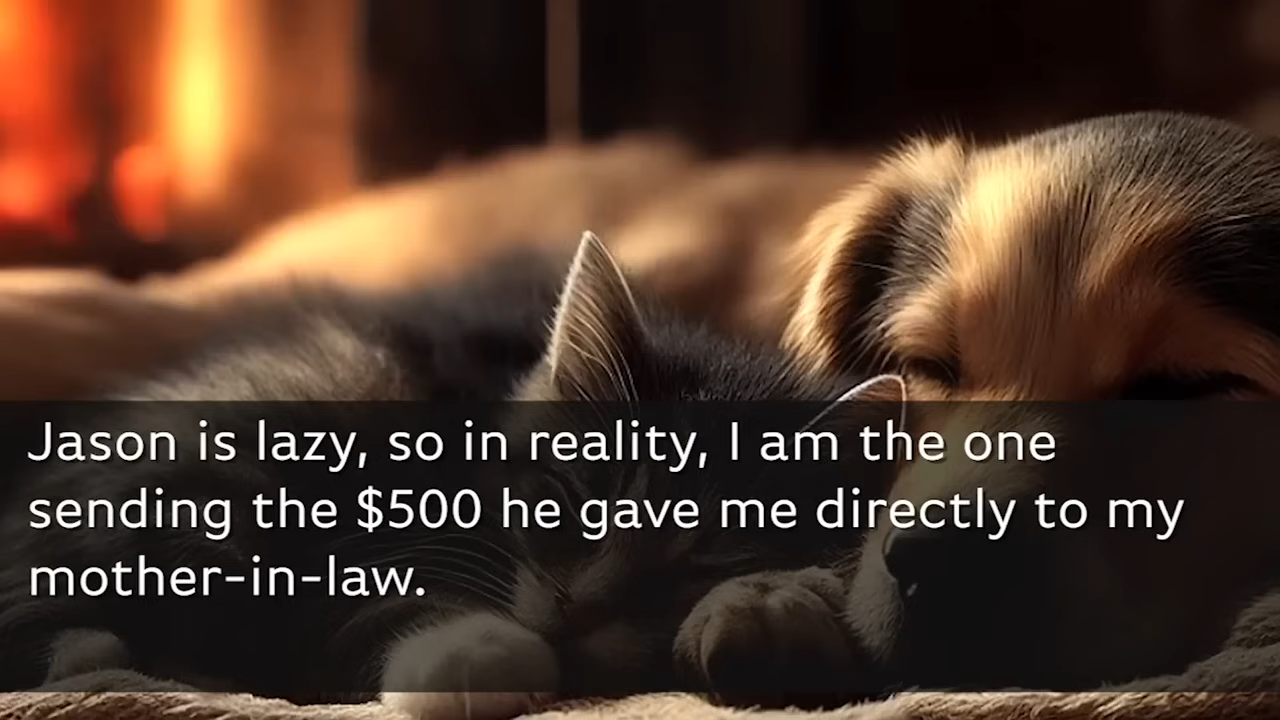 Jason is lazy, so in reality, I am the one
sending the $500 he gave me directly to my
mother-in-law.